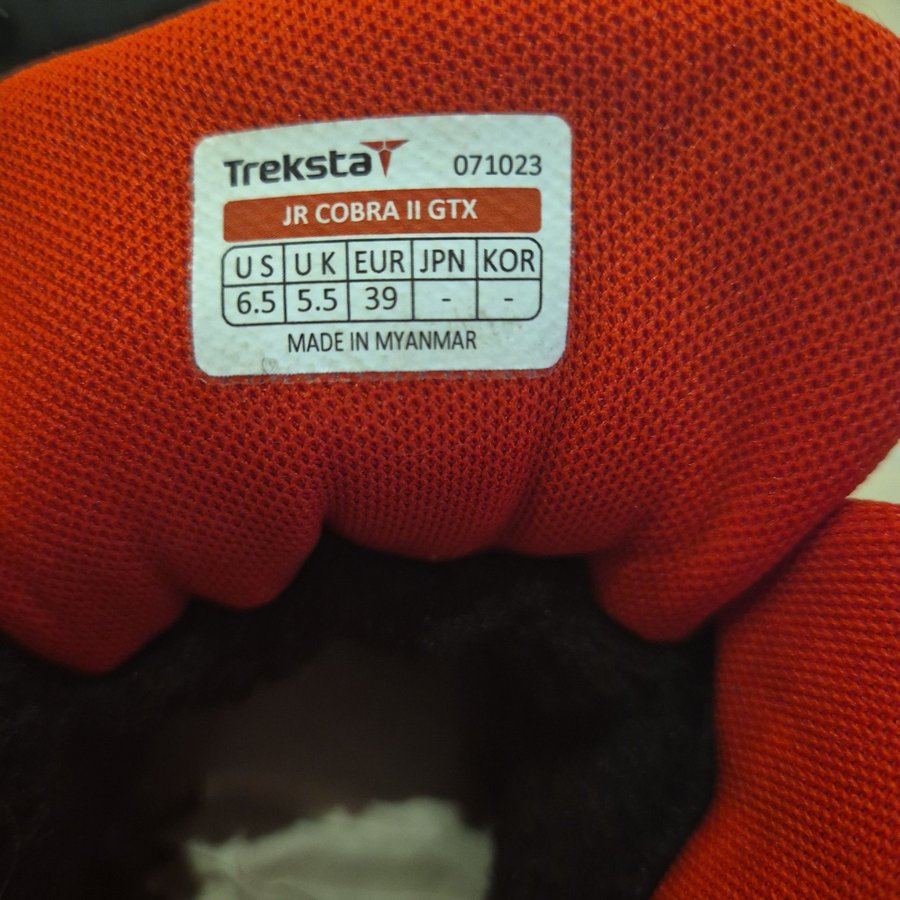 Treksta 071023
JR COBRA II GTX
US UK EUR JPN KOR
6.5 5.5 39 - -
MADE IN MYANMAR